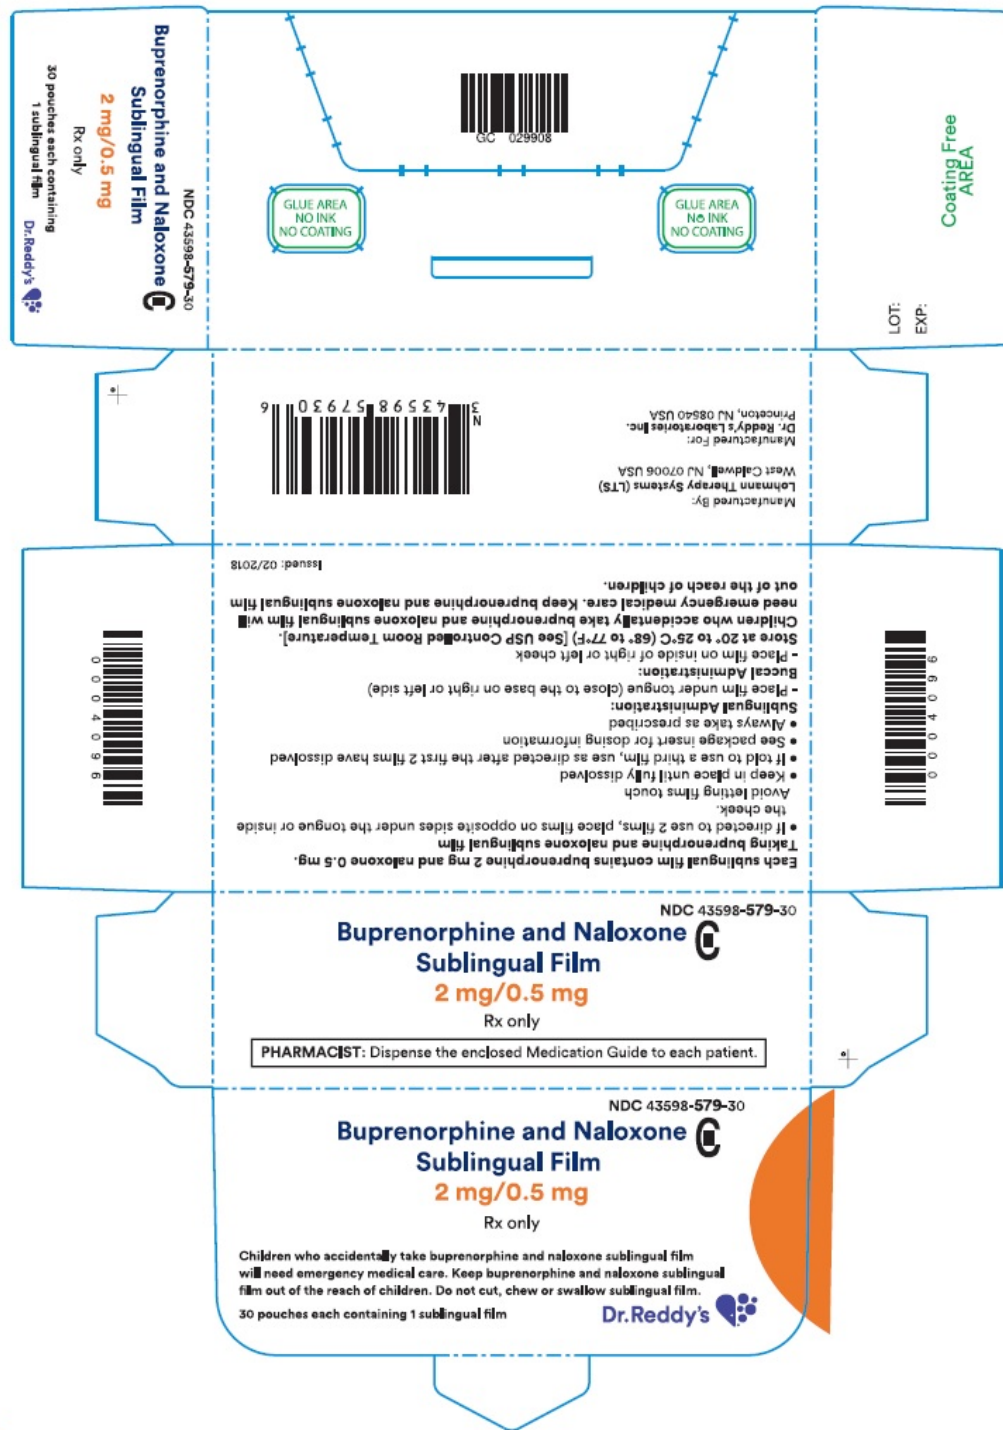 Buprenorphine and Naloxone
Sublingual Film
2 mg/0.5 mg
Rx only
30 pouches each containing
1 sublingual film
NDC 43598-579-30
CIII
Dr.Reddy's
GC 029908
GLUE AREA
NO INK
NO COATING
GLUE AREA
NO INK
NO COATING
Coating Free
AREA
LOT:
EXP:
N
3 43598 57930 6
Manufactured By:
Lohmann Therapy Systems (LTS)
West Caldwell, NJ 07006 USA
Manufactured For:
Dr. Reddy's Laboratories Inc.
Princeton, NJ 08540 USA
Each sublingual film contains buprenorphine 2 mg and naloxone 0.5 mg.
Taking buprenorphine and naloxone sublingual film
• If directed to use 2 films, place films on opposite sides under the tongue or inside
the cheek.
Avoid letting films touch
• Keep in place until fully dissolved
• If told to use a third film, use as directed after the first 2 films have dissolved
• See package insert for dosing information
• Always take as prescribed
Sublingual Administration:
- Place film under tongue (close to the base on right or left side)
Buccal Administration:
- Place film on inside of right or left cheek
Store at 20° to 25°C (68° to 77°F) [See USP Controlled Room Temperature].
Children who accidentally take buprenorphine and naloxone sublingual film will
need emergency medical care. Keep buprenorphine and naloxone sublingual film
out of the reach of children.
Issued: 02/2018
0004096
0004096
NDC 43598-579-30
Buprenorphine and Naloxone CIII
Sublingual Film
2 mg/0.5 mg
Rx only
PHARMACIST: Dispense the enclosed Medication Guide to each patient.
NDC 43598-579-30
Buprenorphine and Naloxone CIII
Sublingual Film
2 mg/0.5 mg
Rx only
Children who accidentally take buprenorphine and naloxone sublingual film
will need emergency medical care. Keep buprenorphine and naloxone sublingual
film out of the reach of children. Do not cut, chew or swallow sublingual film.
30 pouches each containing 1 sublingual film
Dr.Reddy's